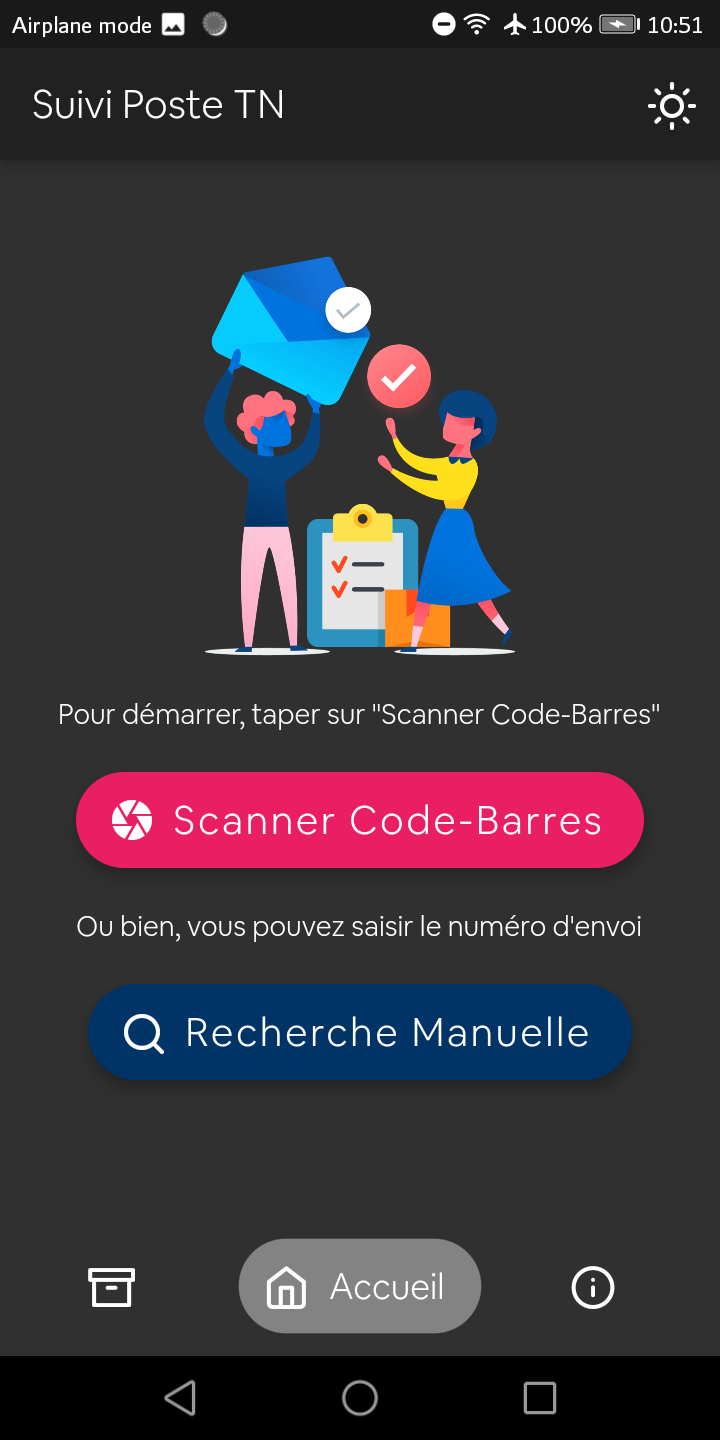 Airplane mode 100% 10:51
Suivi Poste TN
Pour démarrer, taper sur "Scanner Code-Barres"
Scanner Code-Barres
Ou bien, vous pouvez saisir le numéro d'envoi
Recherche Manuelle
Accueil